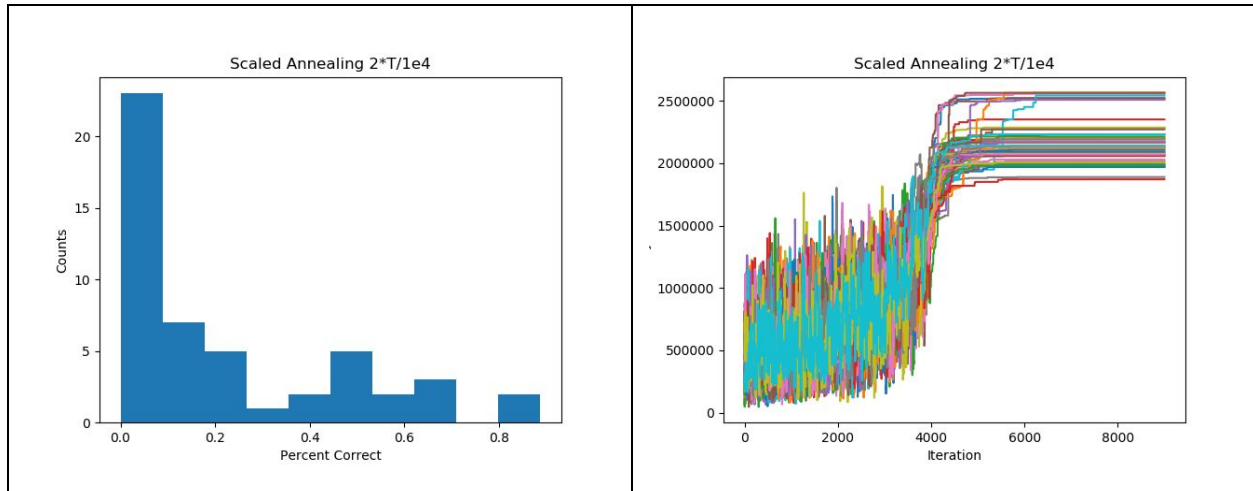 Scaled Annealing 2*T/1e4
Counts
20
15
10
5
0
0.0 0.2 0.4 0.6 0.8
Percent Correct
Scaled Annealing 2*T/1e4
2500000
2000000
1500000
1000000
500000
0
0 2000 4000 6000 8000
Iteration